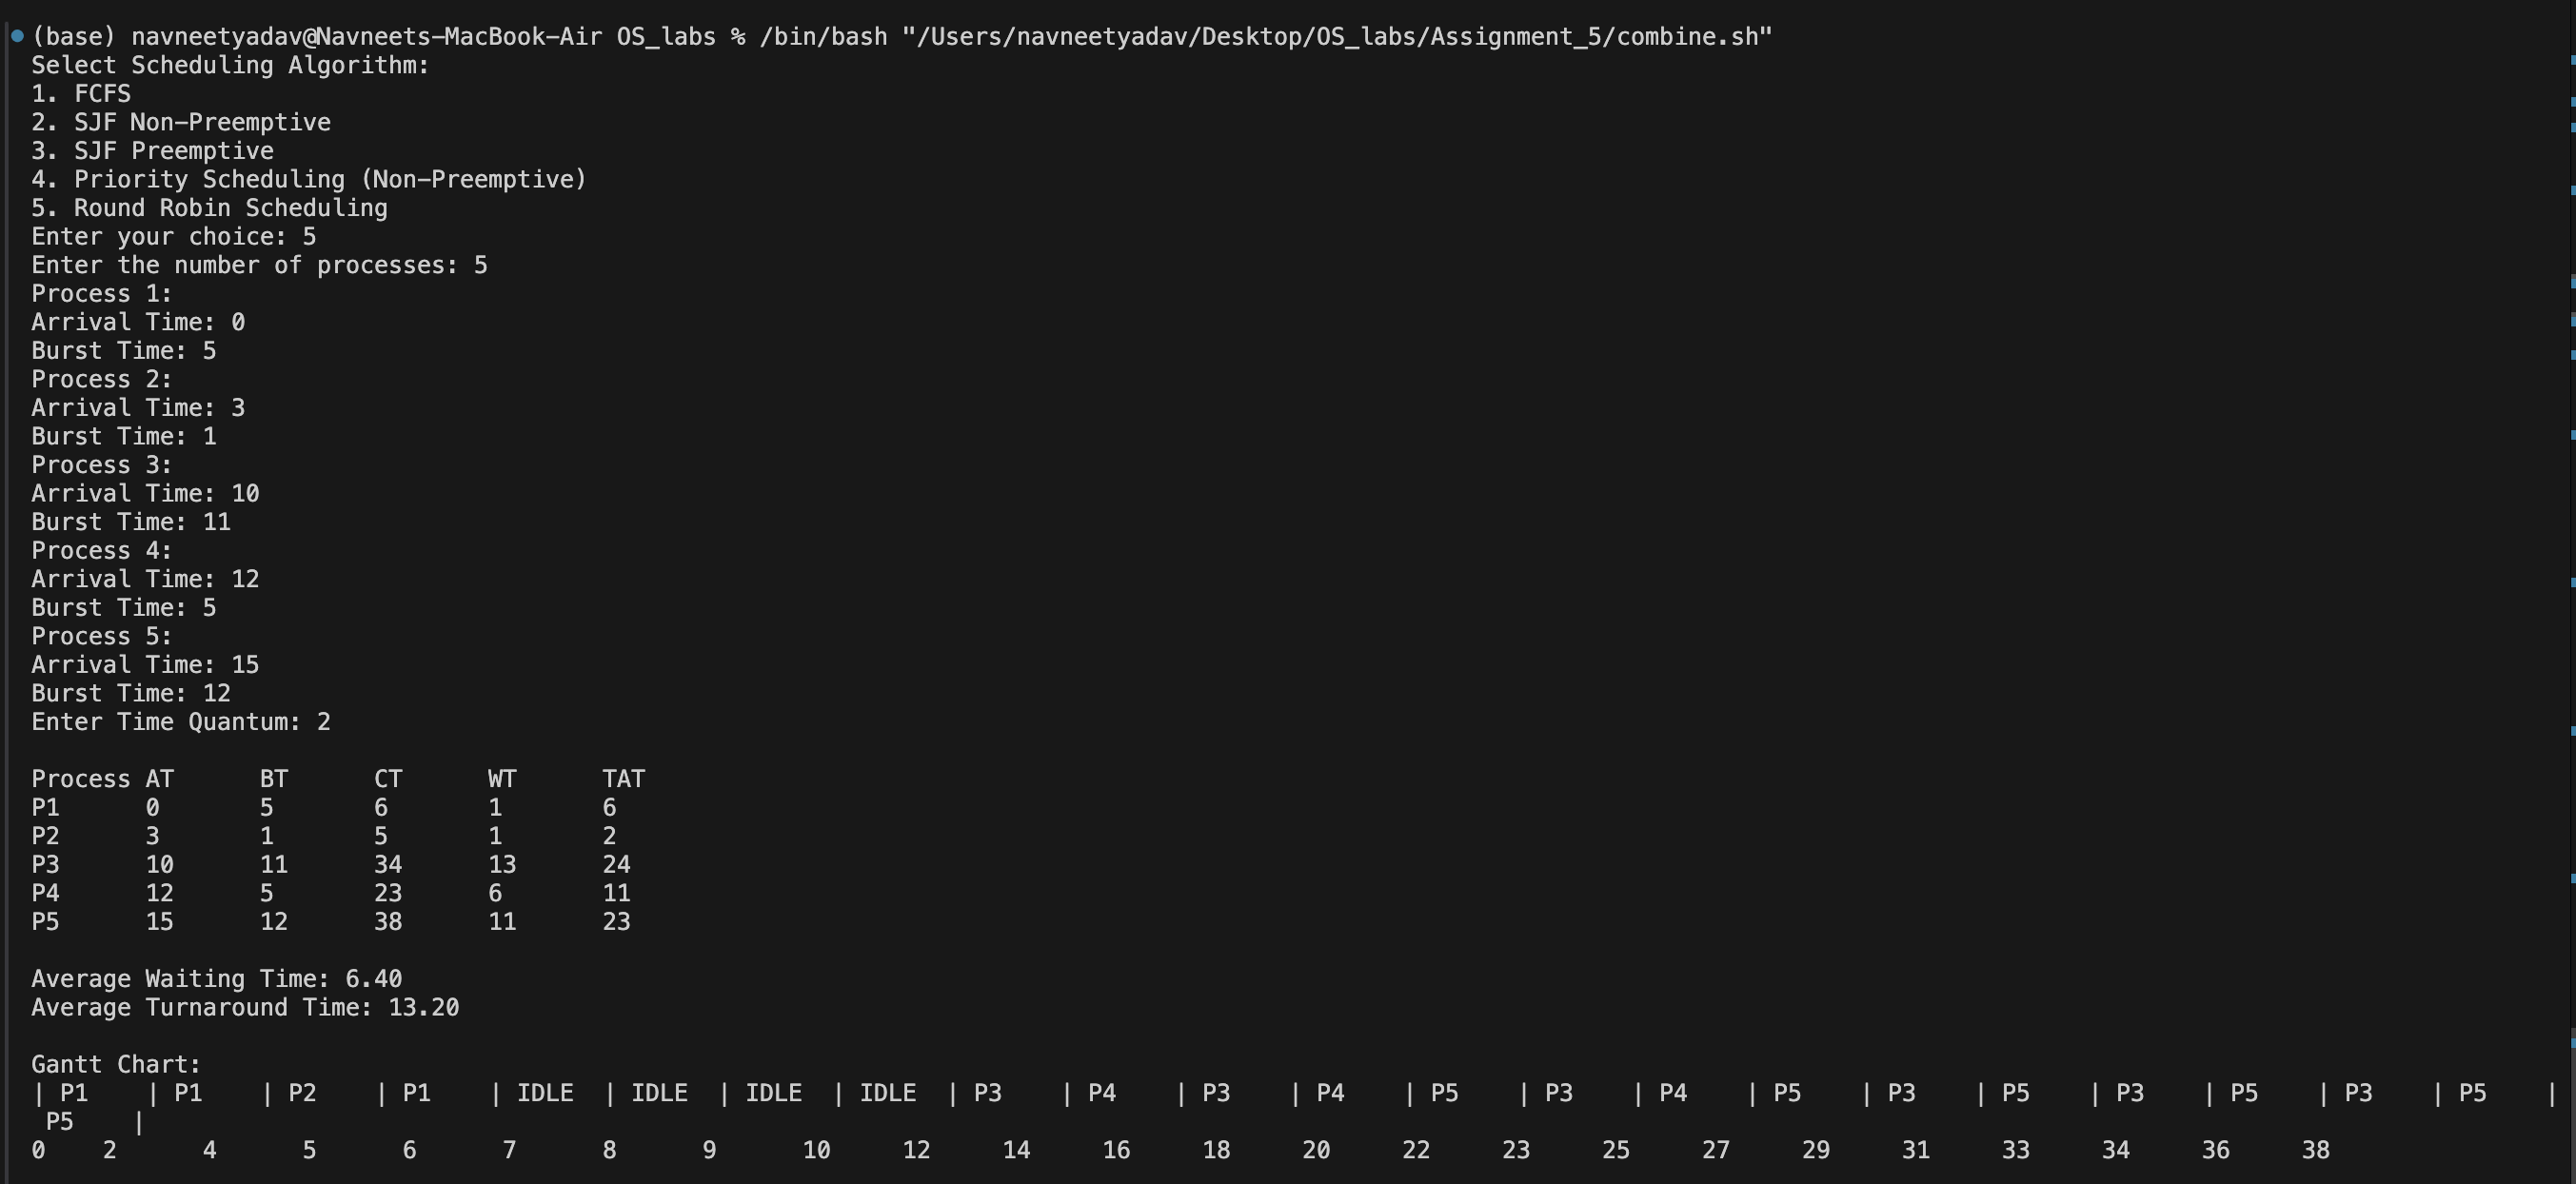 (base) navneetyadav@Navneets-MacBook-Air OS_labs % /bin/bash "/Users/navneetyadav/Desktop/OS_labs/Assignment_5/combine.sh"
Select Scheduling Algorithm:
1. FCFS
2. SJF Non-Preemptive
3. SJF Preemptive
4. Priority Scheduling (Non-Preemptive)
5. Round Robin Scheduling
Enter your choice: 5
Enter the number of processes: 5
Process 1:
Arrival Time: 0
Burst Time: 5
Process 2:
Arrival Time: 3
Burst Time: 1
Process 3:
Arrival Time: 10
Burst Time: 11
Process 4:
Arrival Time: 12
Burst Time: 5
Process 5:
Arrival Time: 15
Burst Time: 12
Enter Time Quantum: 2
Process AT      BT      CT      WT      TAT
P1      0       5       6       1       6
P2      3       1       5       1       2
P3      10      11      34      13      24
P4      12      5       23      6       11
P5      15      12      38      11      23
Average Waiting Time: 6.40
Average Turnaround Time: 13.20
Gantt Chart:
| P1    | P1    | P2    | P1    | IDLE  | IDLE  | IDLE  | IDLE  | P3    | P4    | P3    | P4    | P5    | P3    | P4    | P5    | P3    | P5    | P3    | P5    | P3    | P5    |
 P5    |
0    2      4      5      6      7      8      9      10     12     14     16     18     20     22     23     25     27     29     31     33     34     36     38